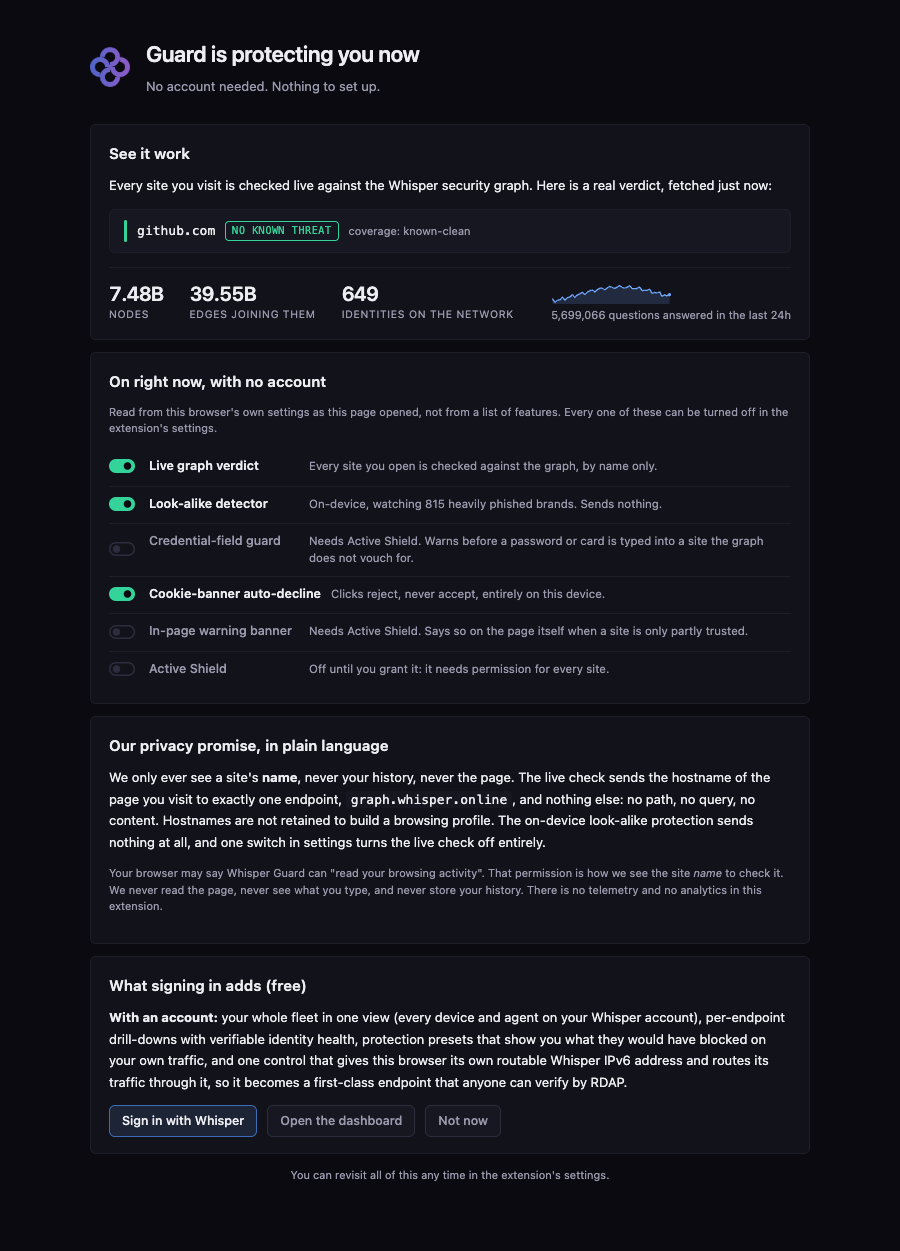 Guard is protecting you now
No account needed. Nothing to set up.
See it work
Every site you visit is checked live against the Whisper security graph. Here is a real verdict, fetched just now:
github.com NO KNOWN THREAT coverage: known-clean
7.48B 39.55B 649
NODES EDGES JOINING THEM IDENTITIES ON THE NETWORK 5,699,066 questions answered in the last 24h
On right now, with no account
Read from this browser's own settings as this page opened, not from a list of features. Every one of these can be turned off in the
extension's settings.
Live graph verdict Every site you open is checked against the graph, by name only.
Look-alike detector On-device, watching 815 heavily phished brands. Sends nothing.
Credential-field guard Needs Active Shield. Warns before a password or card is typed into a site the graph
does not vouch for.
Cookie-banner auto-decline Clicks reject, never accept, entirely on this device.
In-page warning banner Needs Active Shield. Says so on the page itself when a site is only partly trusted.
Active Shield Off until you grant it: it needs permission for every site.
Our privacy promise, in plain language
We only ever see a site's name, never your history, never the page. The live check sends the hostname of the
page you visit to exactly one endpoint, graph.whisper.online, and nothing else: no path, no query, no
content. Hostnames are not retained to build a browsing profile. The on-device look-alike protection sends
nothing at all, and one switch in settings turns the live check off entirely.
Your browser may say Whisper Guard can "read your browsing activity". That permission is how we see the site name to check it.
We never read the page, never see what you type, and never store your history. There is no telemetry and no analytics in this
extension.
What signing in adds (free)
With an account: your whole fleet in one view (every device and agent on your Whisper account), per-endpoint
drill-downs with verifiable identity health, protection presets that show you what they would have blocked on
your own traffic, and one control that gives this browser its own routable Whisper IPv6 address and routes its
traffic through it, so it becomes a first-class endpoint that anyone can verify by RDAP.
Sign in with Whisper Open the dashboard Not now
You can revisit all of this any time in the extension's settings.